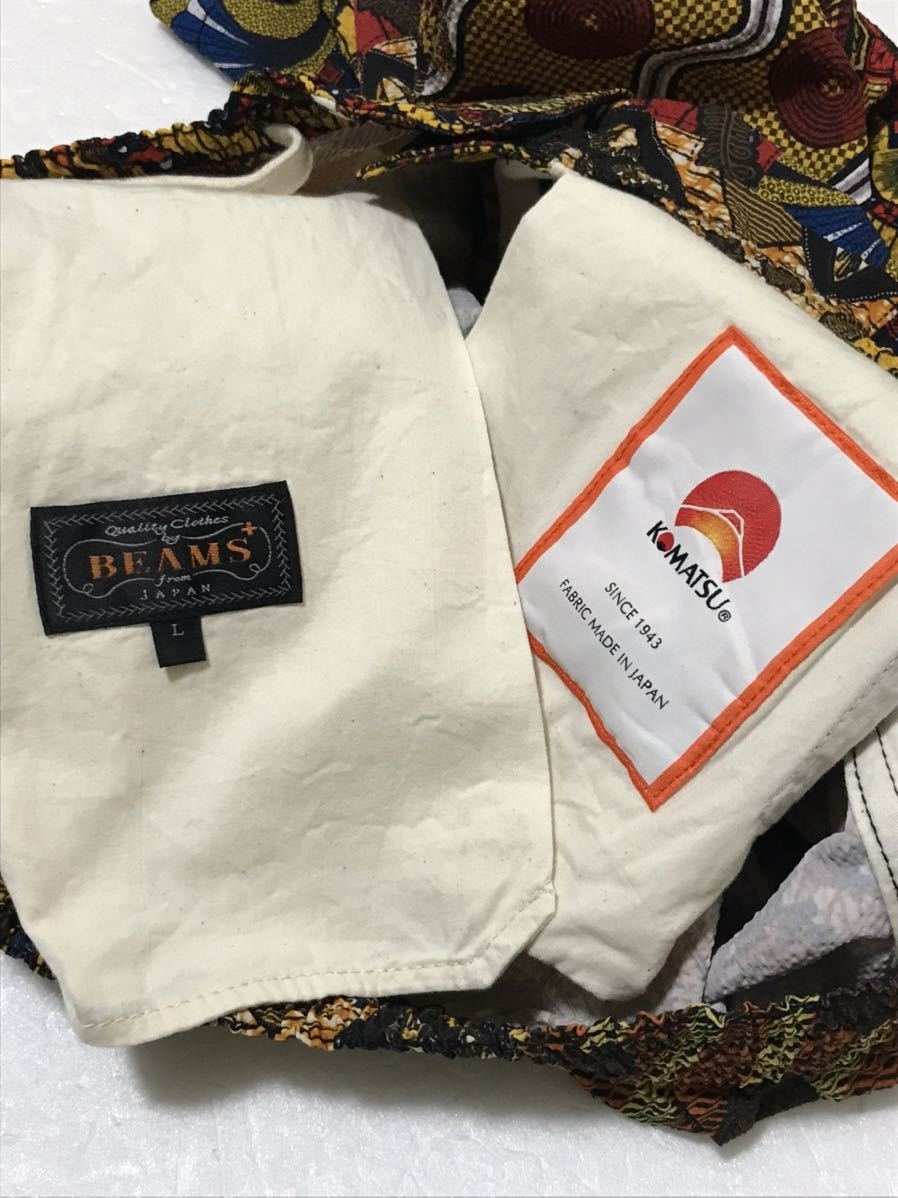 Quality Clothes
by
BEAMS+
from
JAPAN
L
KOMATSU®
SINCE 1943
FABRIC MADE IN JAPAN